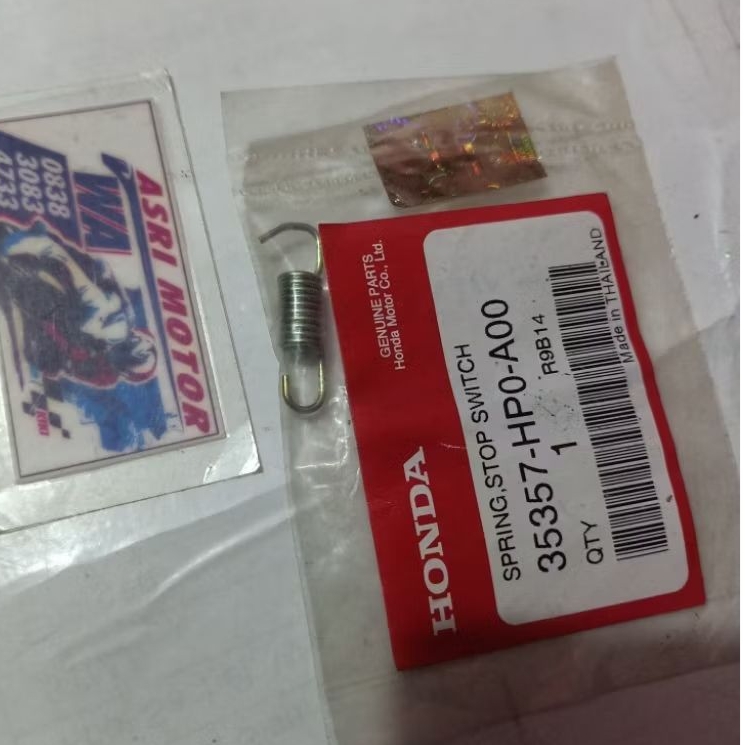 ASRI MOTOR
WA
0838
3083
4733
KIKI
GENUINE PARTS
Honda Motor Co., Ltd.
HONDA
SPRING,STOP SWITCH
35357-HP0-A00
R9B14
QTY 1
Made in THAILAND